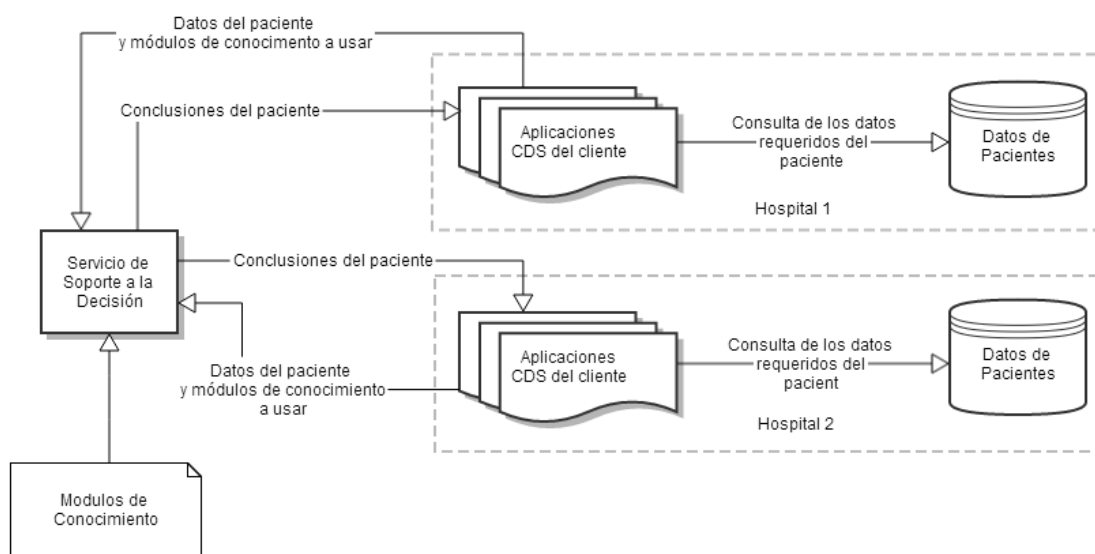 Datos del paciente
y módulos de conocimento a usar
Conclusiones del paciente
Aplicaciones
CDS del cliente
Consulta de los datos
requeridos del
paciente
Datos de
Pacientes
Hospital 1
Servicio de
Soporte a la
Decisión
Conclusiones del paciente
Datos del paciente
y módulos de conocimiento
a usar
Aplicaciones
CDS del cliente
Consulta de los datos
requeridos del
pacient
Datos de
Pacientes
Hospital 2
Modulos de
Conocimiento